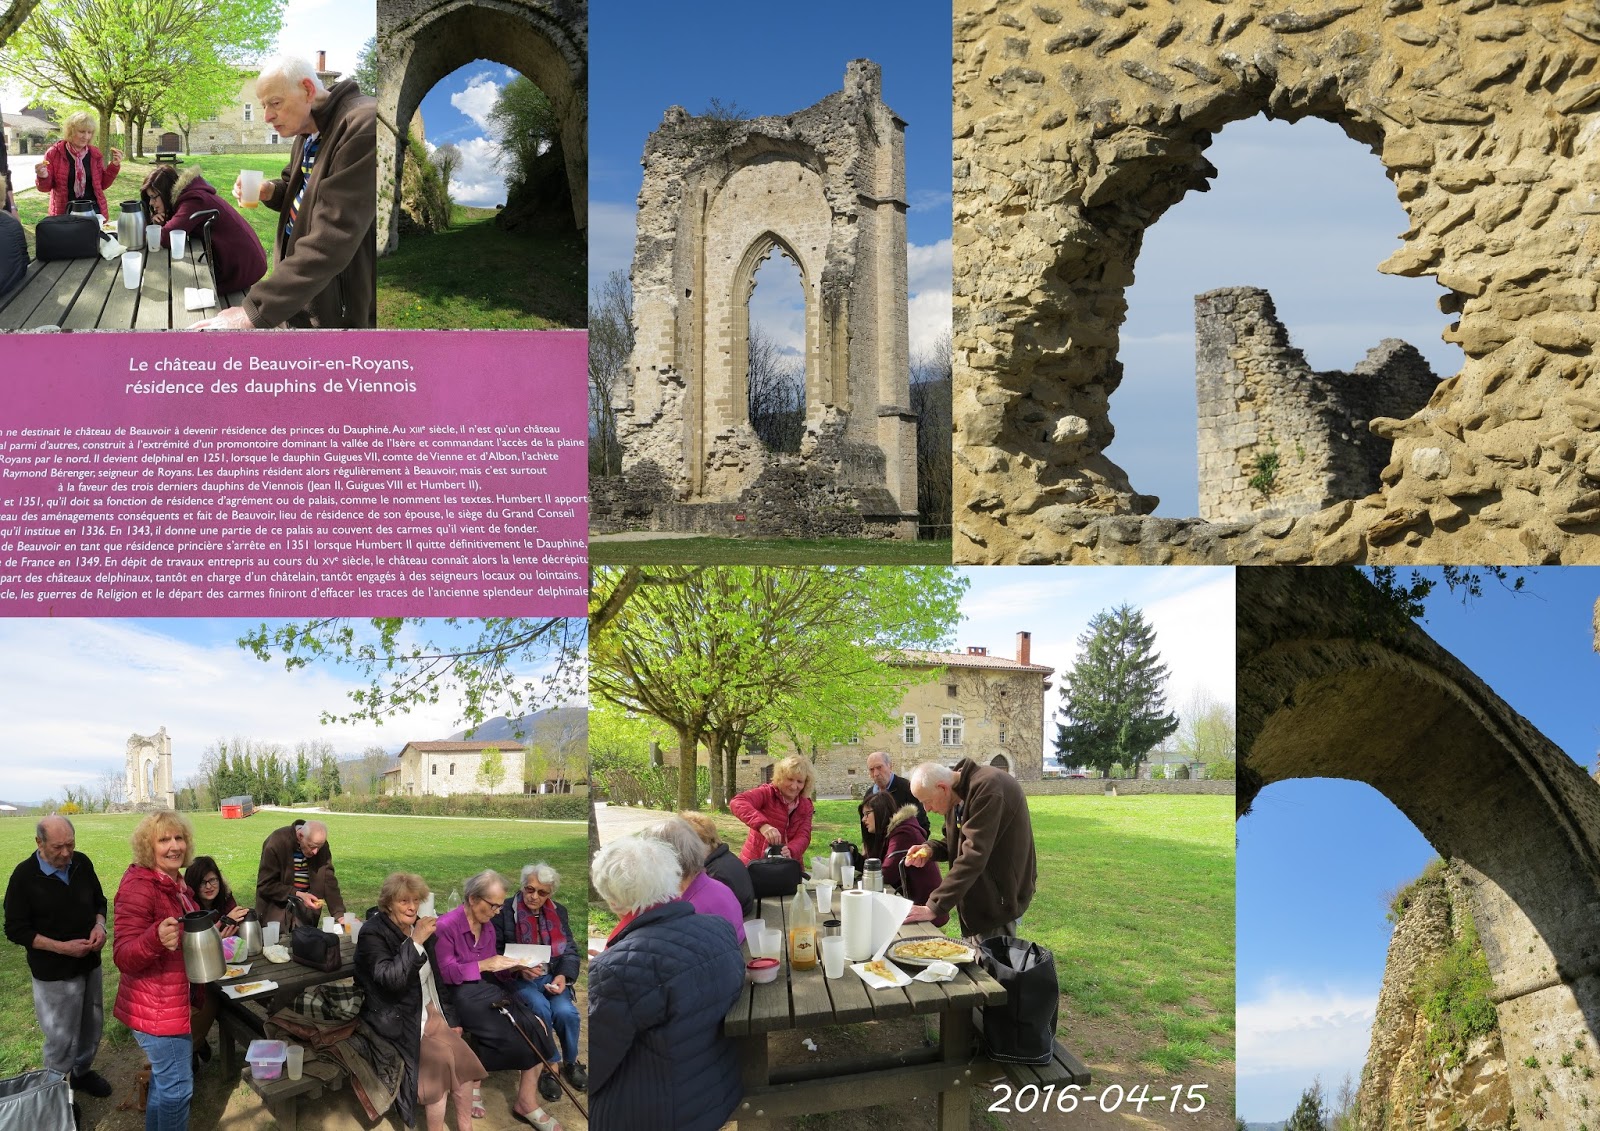 Le château de Beauvoir-en-Royans,
résidence des dauphins de Viennois
ne destinait le château de Beauvoir à devenir résidence des princes du Dauphiné. Au XIIIe siècle, il n'est qu'un château
parmi d'autres, construit à l'extrémité d'un promontoire dominant la vallée de l'Isère et commandant l'accès de la plaine
Royans par le nord. Il devient delphinal en 1251, lorsque le dauphin Guigues VII, comte de Vienne et d'Albon, l'achète
Raymond Bérenger, seigneur de Royans. Les dauphins résident alors régulièrement à Beauvoir, mais c'est surtout
à la faveur des trois derniers dauphins de Viennois (Jean II, Guigues VIII et Humbert II),
et 1351, qu'il doit sa fonction de résidence d'agrément ou de palais, comme le nomment les textes. Humbert II apport
eau des aménagements conséquents et fait de Beauvoir, lieu de résidence de son épouse, le siège du Grand Conseil
qu'il institue en 1336. En 1343, il donne une partie de ce palais au couvent des carmes qu'il vient de fonder.
de Beauvoir en tant que résidence princière s'arrête en 1351 lorsque Humbert II quitte définitivement le Dauphiné,
de France en 1349. En dépit de travaux entrepris au cours du XVe siècle, le château connaît alors la lente décrépitu
part des châteaux delphinaux, tantôt en charge d'un châtelain, tantôt engagés à des seigneurs locaux ou lointains.
ècle, les guerres de Religion et le départ des carmes finiront d'effacer les traces de l'ancienne splendeur delphinale
2016-04-15